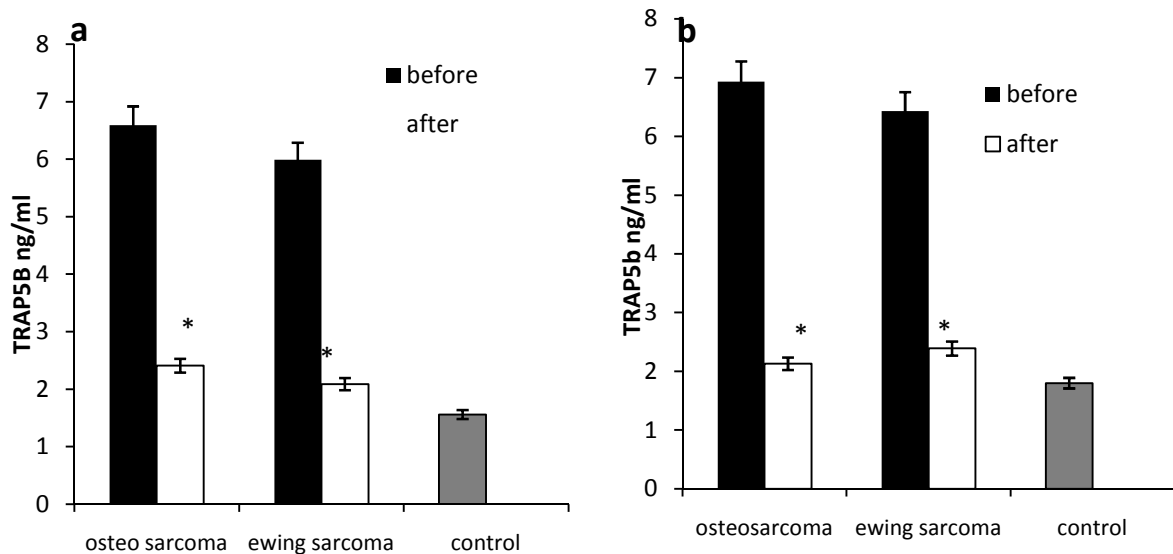 a
TRAP5B ng/ml
8
7
6
5
4
3
2
1
0
before
after
*
*
osteo sarcoma
ewing sarcoma
control
b
TRAP5b ng/ml
8
7
6
5
4
3
2
1
0
before
after
*
*
osteosarcoma
ewing sarcoma
control